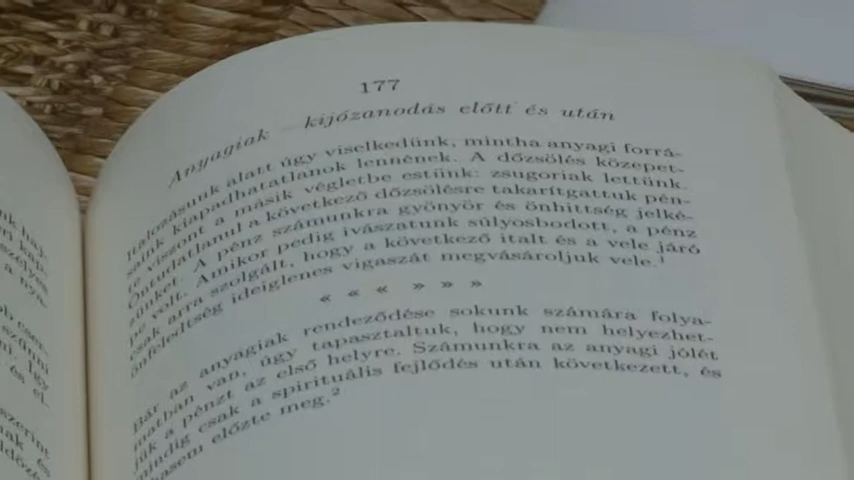 177
Anyagiak — kijózanodás előtt és után
Italozásunk alatt úgy viselkedünk, mintha anyagi forrá-
saink kiapadhatatlanok lennének. A dőzsölés közepet-
te viszont a másik végletbe estünk: zsugoriak lettünk.
Öntudatlanul a következő dőzsölésre takarítgattuk pén-
zünket. A pénz számunkra gyönyör és önhittség jelké-
pe volt. Amikor pedig ivászatunk súlyosbodott, a pénz
csak arra szolgált, hogy a következő italt és a vele járó
önfeledtség ideiglenes vigaszát megvásároljuk vele.1
« « « » » »
Bár az anyagiak rendeződése sokunk számára folya-
matban van, úgy tapasztaltuk, hogy nem helyezhet-
jük a pénzt az első helyre. Számunkra az anyagi jólét
mindig csak a spirituális fejlődés után következett, és
sohasem előzte meg.2